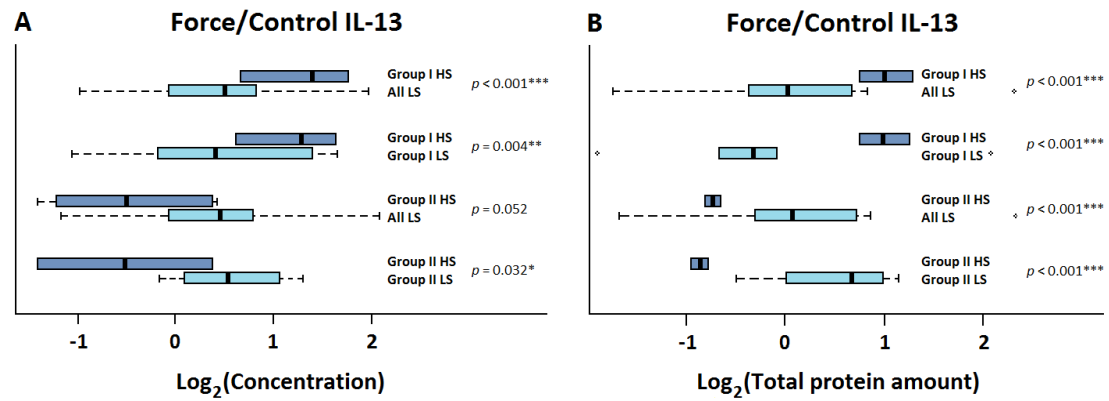 A
Force/Control IL-13
Group I HS
All LS
p < 0.001***
Group I HS
Group I LS
p = 0.004**
Group II HS
All LS
p = 0.052
Group II HS
Group II LS
p = 0.032*
-1 0 1 2
Log2(Concentration)
B
Force/Control IL-13
Group I HS
All LS
p < 0.001***
Group I HS
Group I LS
p < 0.001***
Group II HS
All LS
p < 0.001***
Group II HS
Group II LS
p < 0.001***
-1 0 1 2
Log2(Total protein amount)